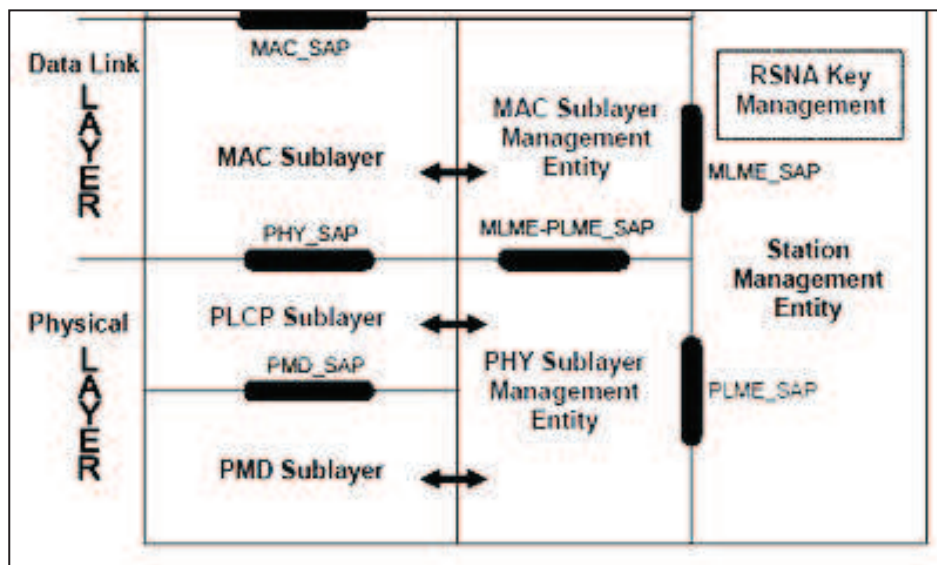 MAC_SAP
Data Link
LAYER
MAC Sublayer
MAC Sublayer
Management
Entity
RSNA Key
Management
MLME_SAP
PHY_SAP
MLME-PLME_SAP
Station
Management
Entity
Physical
LAYER
PLCP Sublayer
PMD_SAP
PHY Sublayer
Management
Entity
PLME_SAP
PMD Sublayer